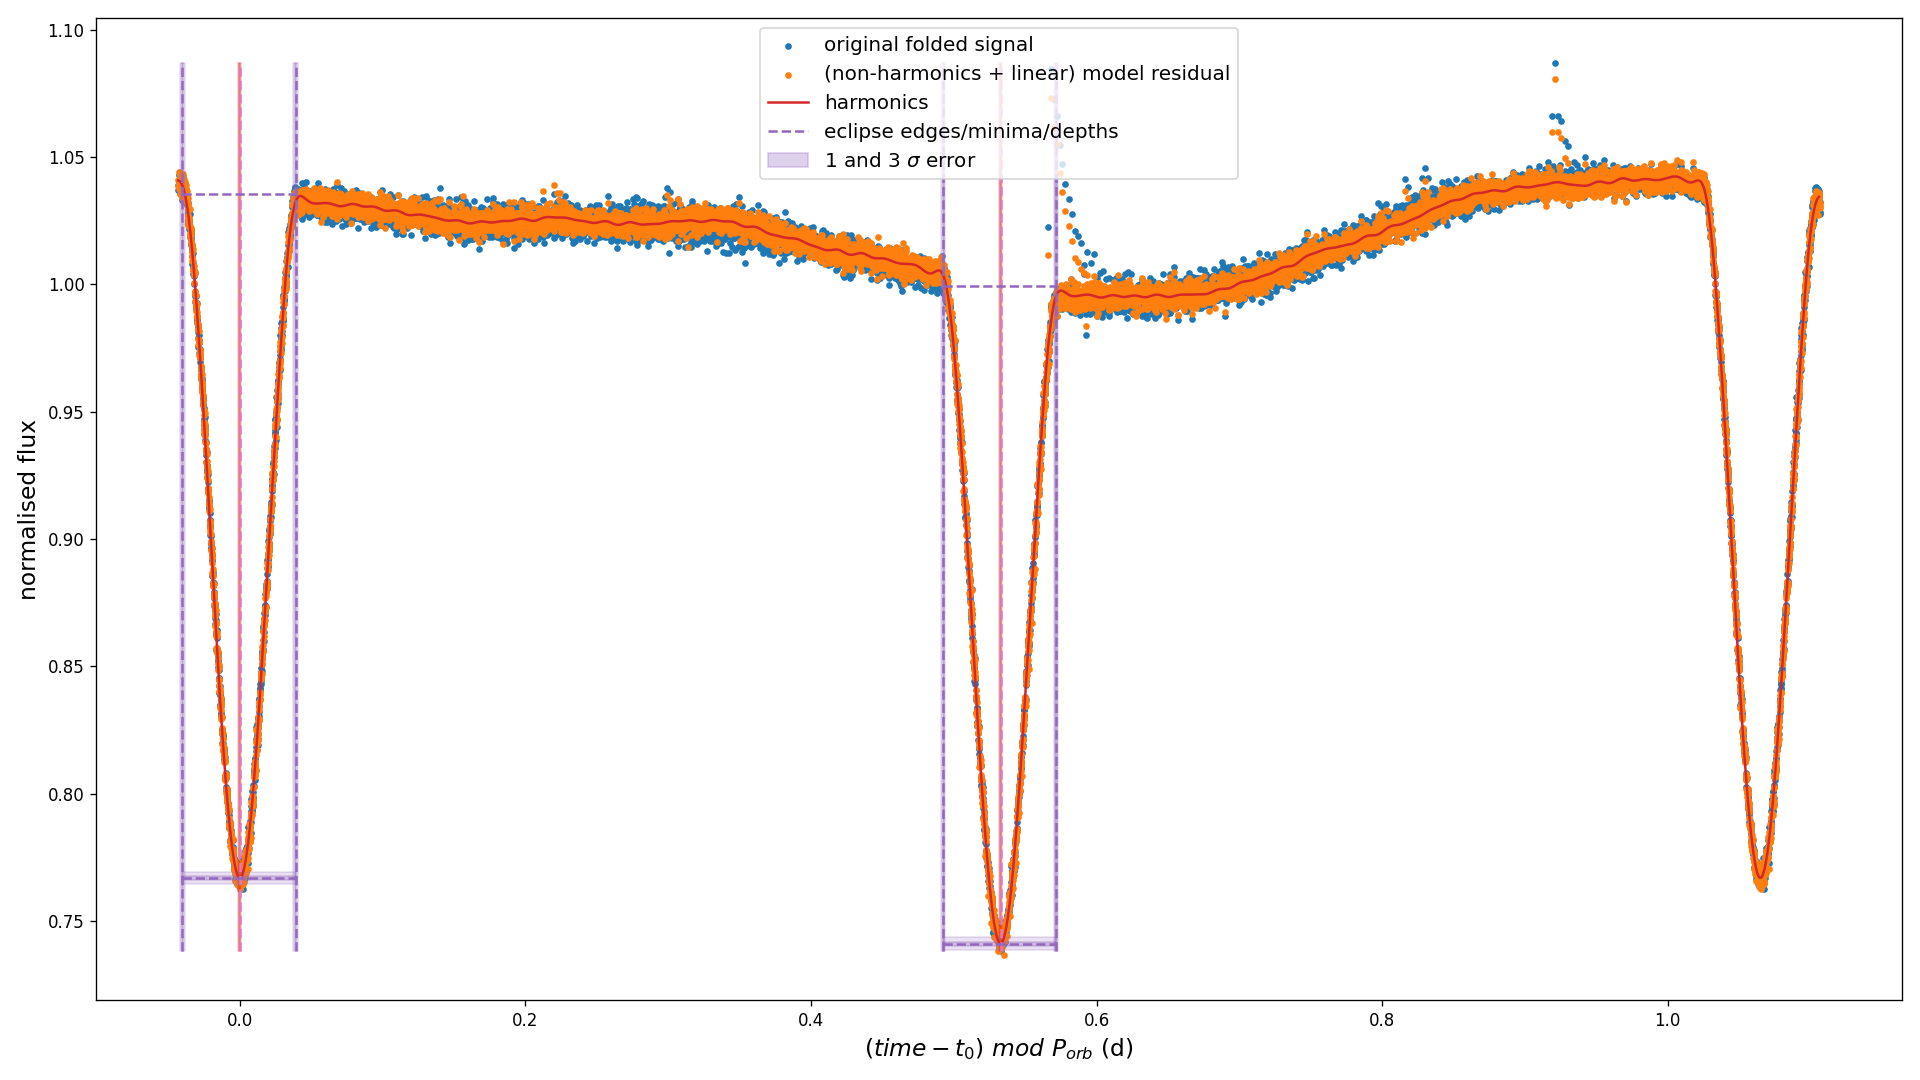 original folded signal
(non-harmonics + linear) model residual
harmonics
eclipse edges/minima/depths
1 and 3 σ error
normalised flux
1.10
1.05
1.00
0.95
0.90
0.85
0.80
0.75
0.0 0.2 0.4 0.6 0.8 1.0
(time − t₀) mod Pₒᵣb (d)